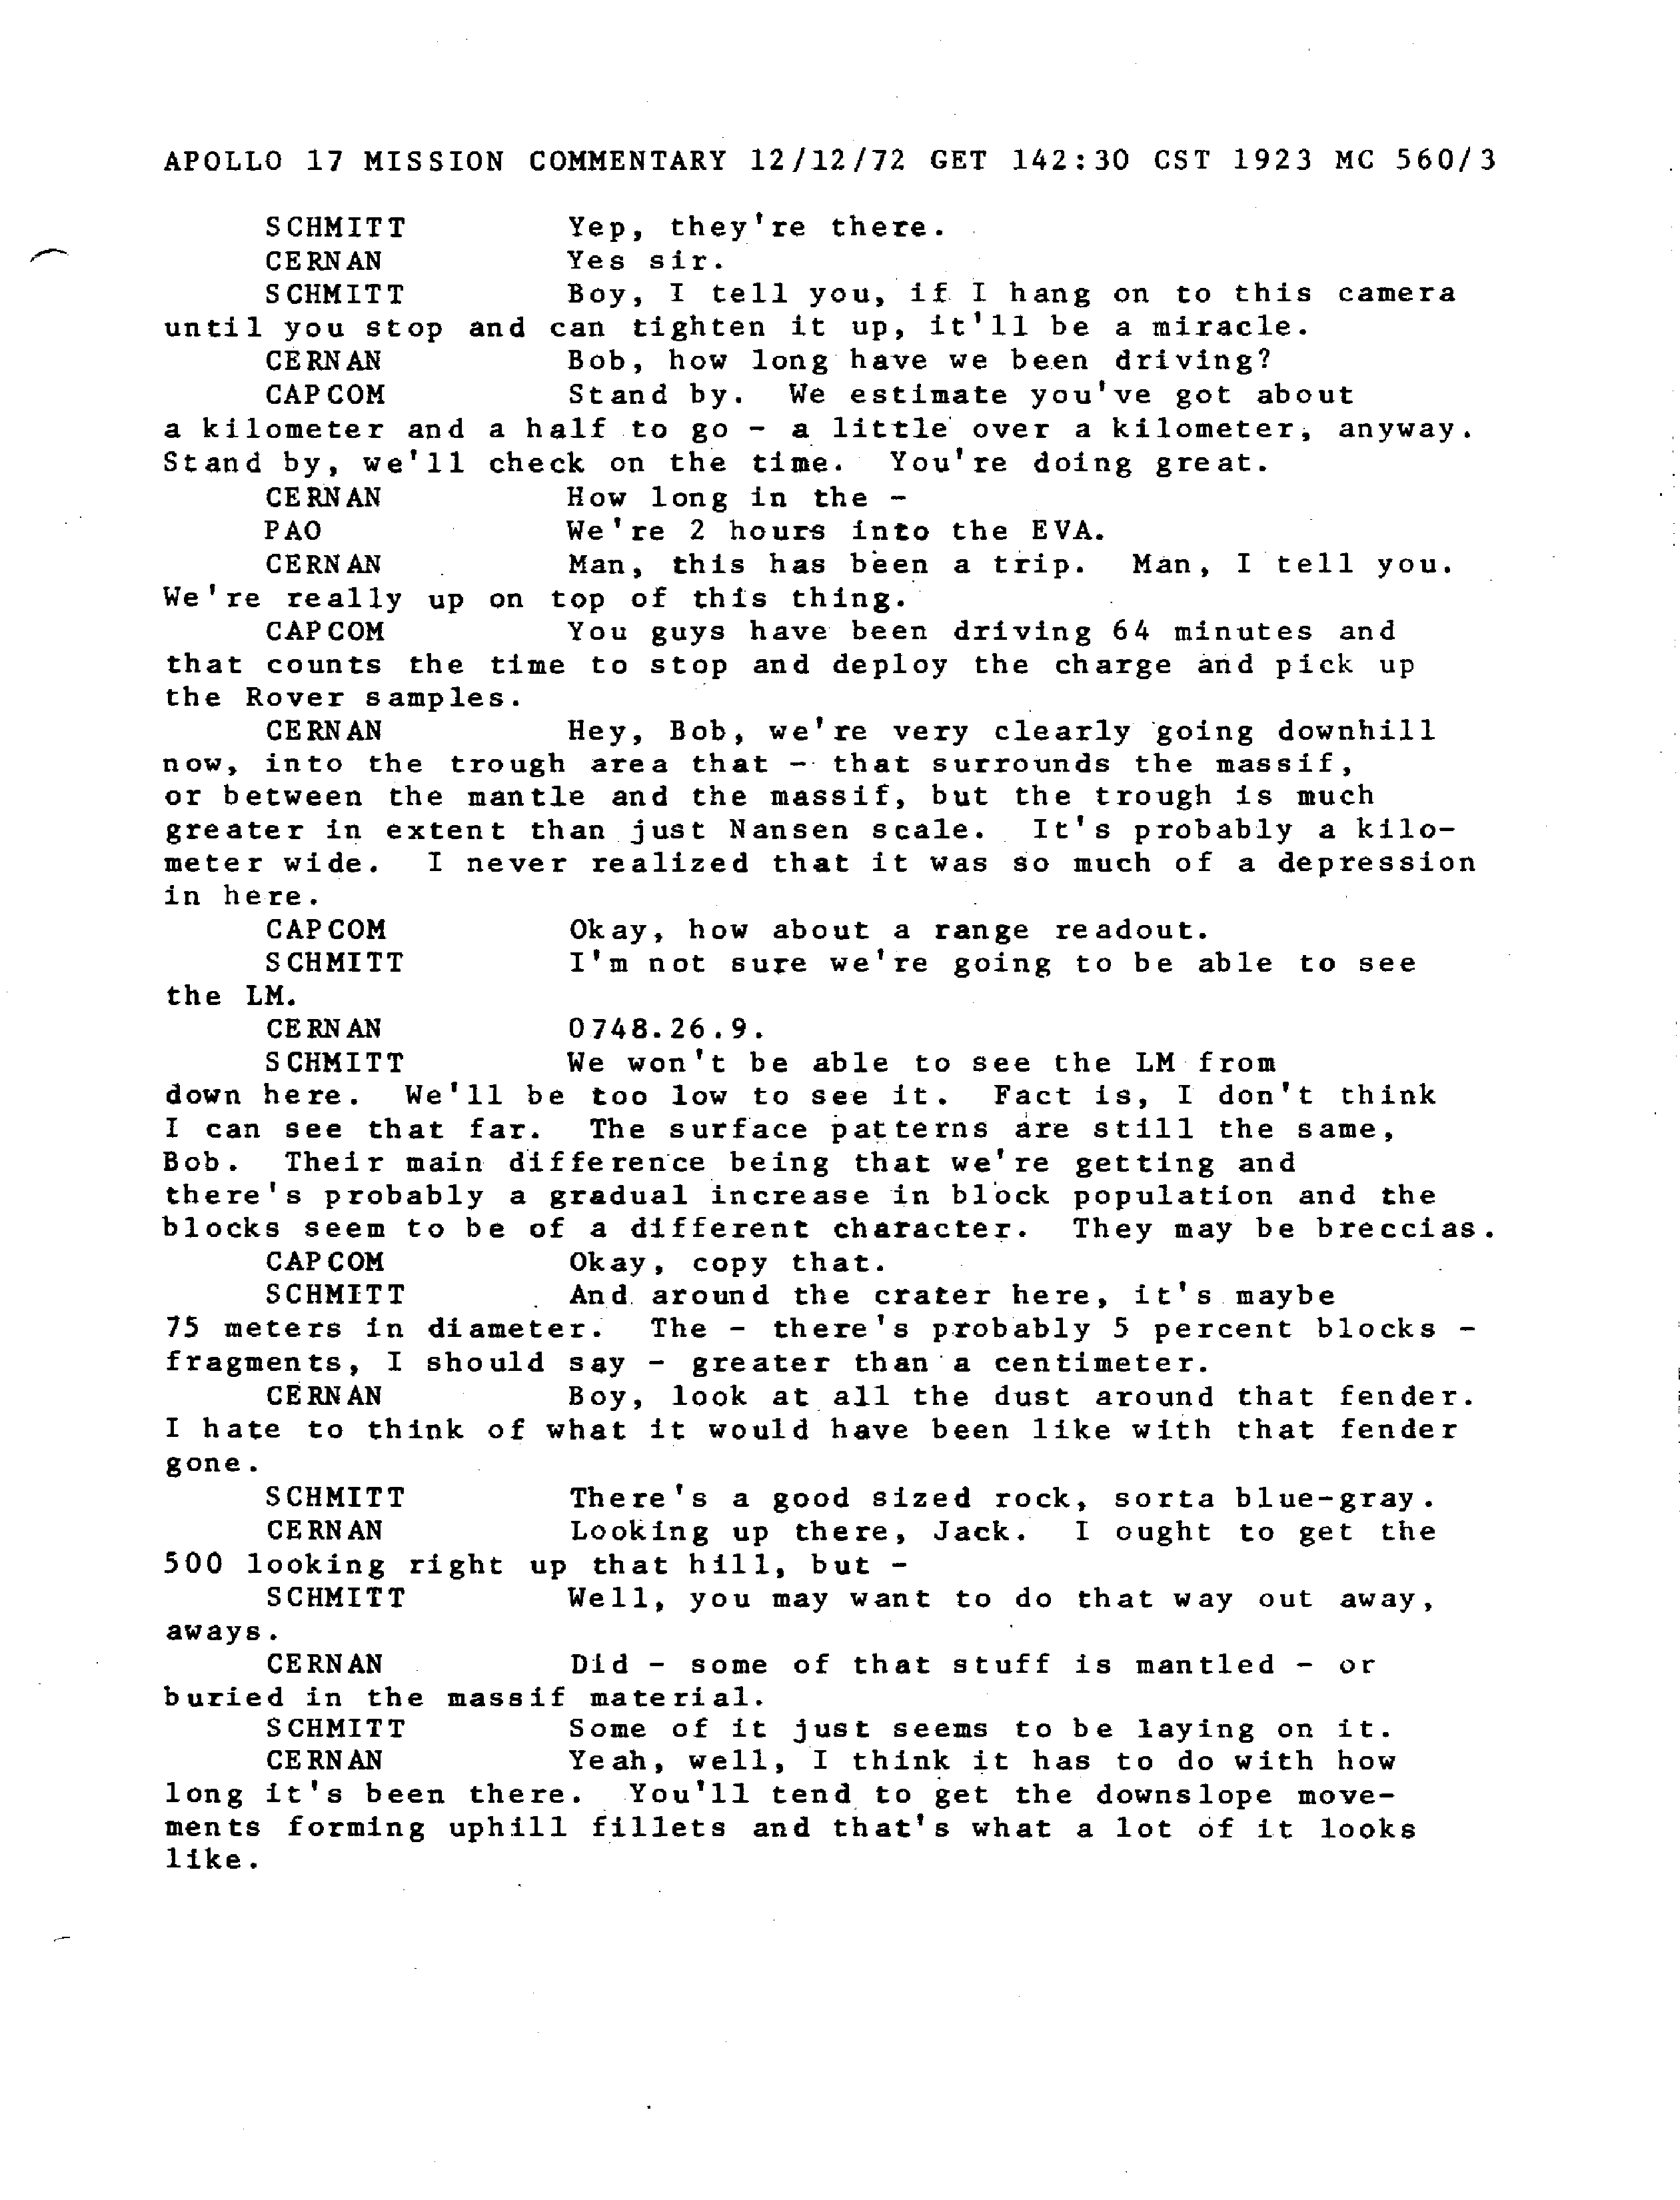 APOLLO 17 MISSION COMMENTARY 12/12/72 GET 142:30 CST 1923 MC 560/3
SCHMITT Yep, they're there.
CERNAN Yes sir.
SCHMITT Boy, I tell you, if I hang on to this camera
until you stop and can tighten it up, it'll be a miracle.
CERNAN Bob, how long have we been driving?
CAPCOM Stand by. We estimate you've got about
a kilometer and a half to go - a little over a kilometer, anyway.
Stand by, we'll check on the time. You're doing great.
CERNAN How long in the -
PAO We're 2 hours into the EVA.
CERNAN Man, this has been a trip. Man, I tell you.
We're really up on top of this thing.
CAPCOM You guys have been driving 64 minutes and
that counts the time to stop and deploy the charge and pick up
the Rover samples.
CERNAN Hey, Bob, we're very clearly going downhill
now, into the trough area that - that surrounds the massif,
or between the mantle and the massif, but the trough is much
greater in extent than just Nansen scale. It's probably a kilo-
meter wide. I never realized that it was so much of a depression
in here.
CAPCOM Okay, how about a range readout.
SCHMITT I'm not sure we're going to be able to see
the LM.
CERNAN 0748.26.9.
SCHMITT We won't be able to see the LM from
down here. We'll be too low to see it. Fact is, I don't think
I can see that far. The surface patterns are still the same,
Bob. Their main difference being that we're getting and
there's probably a gradual increase in block population and the
blocks seem to be of a different character. They may be breccias.
CAPCOM Okay, copy that.
SCHMITT And around the crater here, it's maybe
75 meters in diameter. The - there's probably 5 percent blocks -
fragments, I should say - greater than a centimeter.
CERNAN Boy, look at all the dust around that fender.
I hate to think of what it would have been like with that fender
gone.
SCHMITT There's a good sized rock, sorta blue-gray.
CERNAN Looking up there, Jack. I ought to get the
500 looking right up that hill, but -
SCHMITT Well, you may want to do that way out away,
aways.
CERNAN Did - some of that stuff is mantled - or
buried in the massif material.
SCHMITT Some of it just seems to be laying on it.
CERNAN Yeah, well, I think it has to do with how
long it's been there. You'll tend to get the downslope move-
ments forming uphill fillets and that's what a lot of it looks
like.